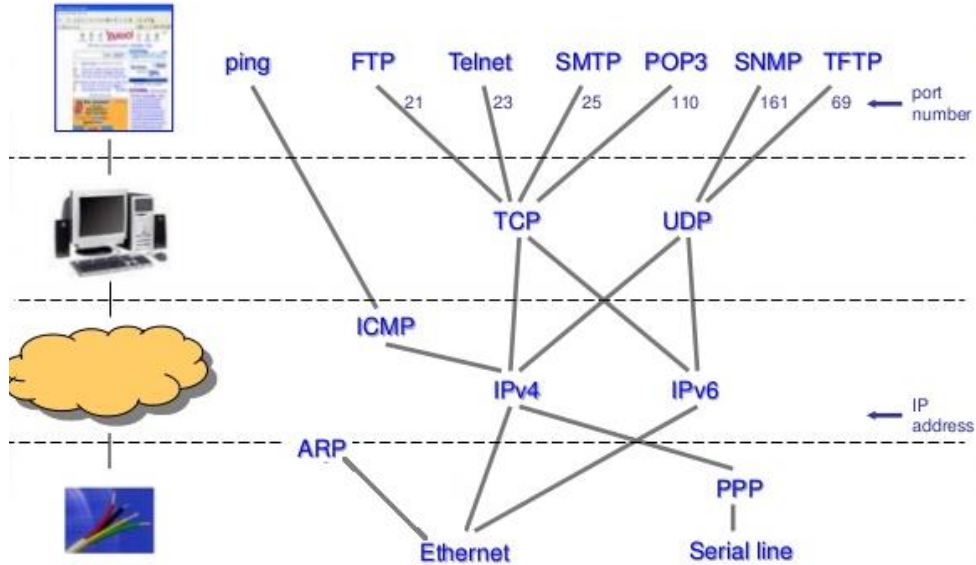 YAHOO!
ping FTP Telnet SMTP POP3 SNMP TFTP
21 23 25 110 161 69 port number
TCP UDP
ICMP
IPv4 IPv6
IP address
ARP
PPP
Ethernet Serial line